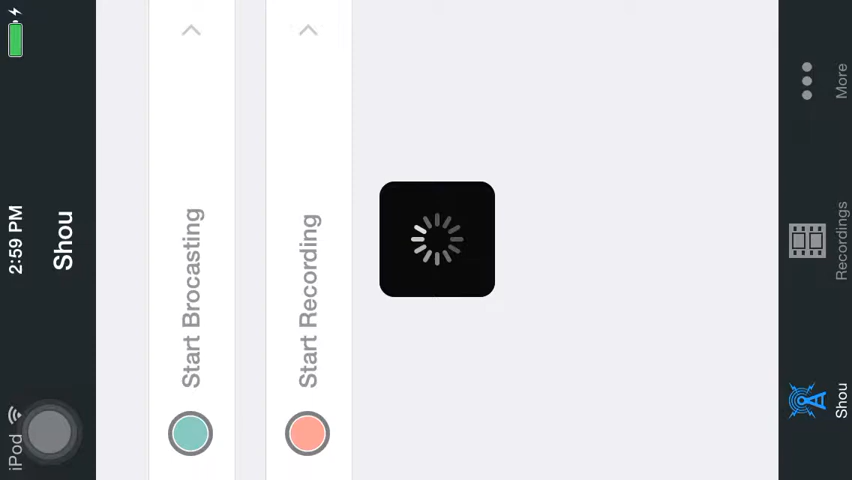 iPod
2:59 PM
Shou
Start Brocasting
Start Recording
Shou
Recordings
More